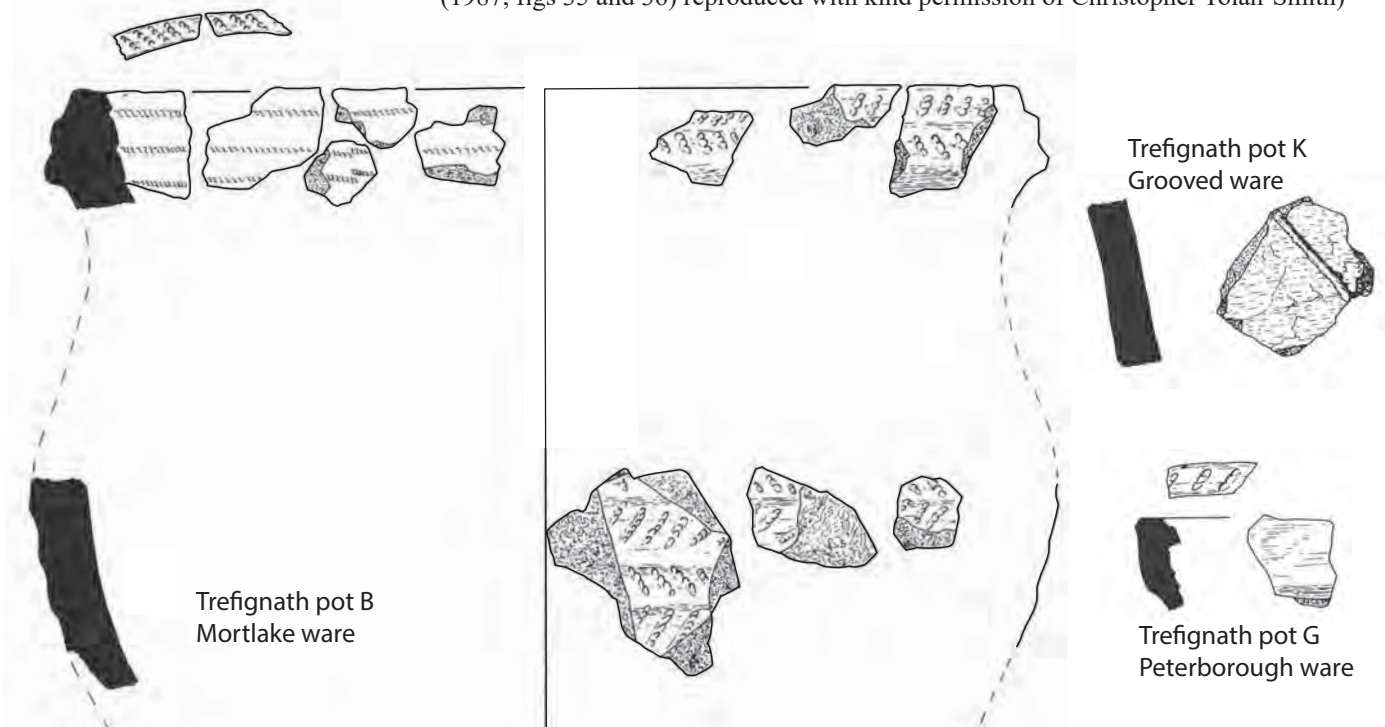 (1987, figs 35 and 36) reproduced with kind permission of Christopher Tolan-Smith)
Trefignath pot K
Grooved ware
Trefignath pot B
Mortlake ware
Trefignath pot G
Peterborough ware